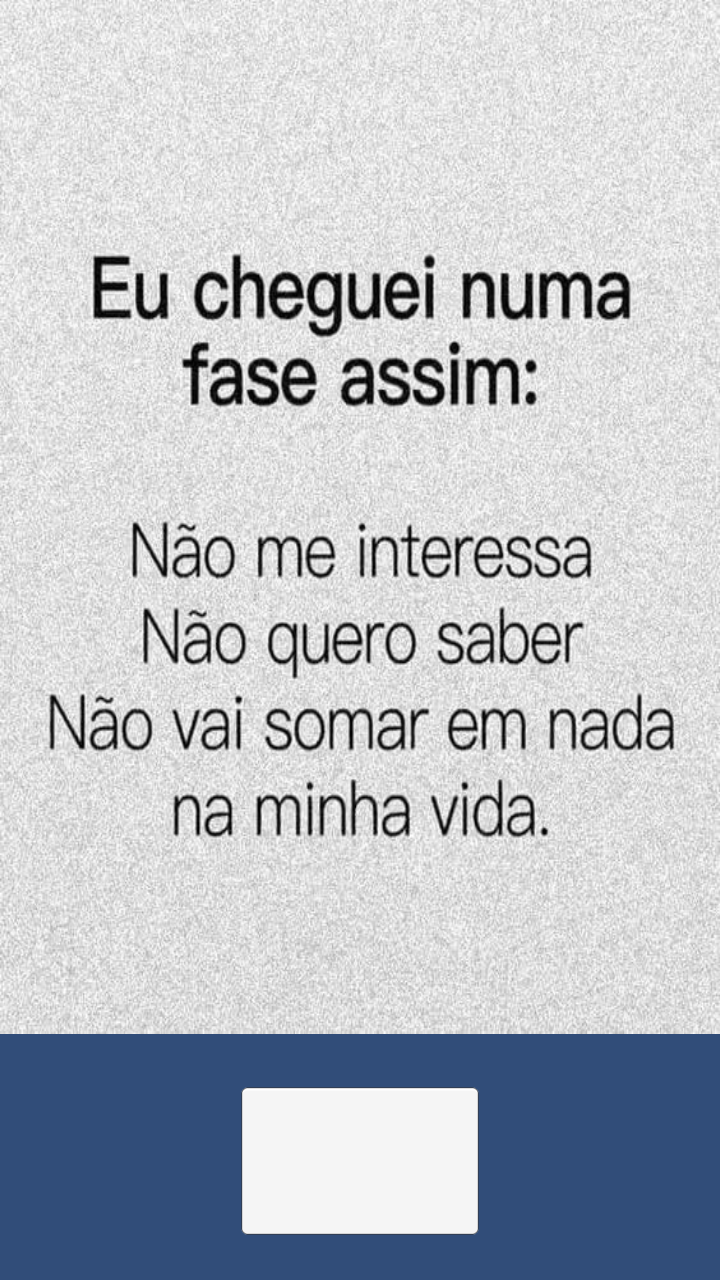 Eu cheguei numa
fase assim:
Não me interessa
Não quero saber
Não vai somar em nada
na minha vida.